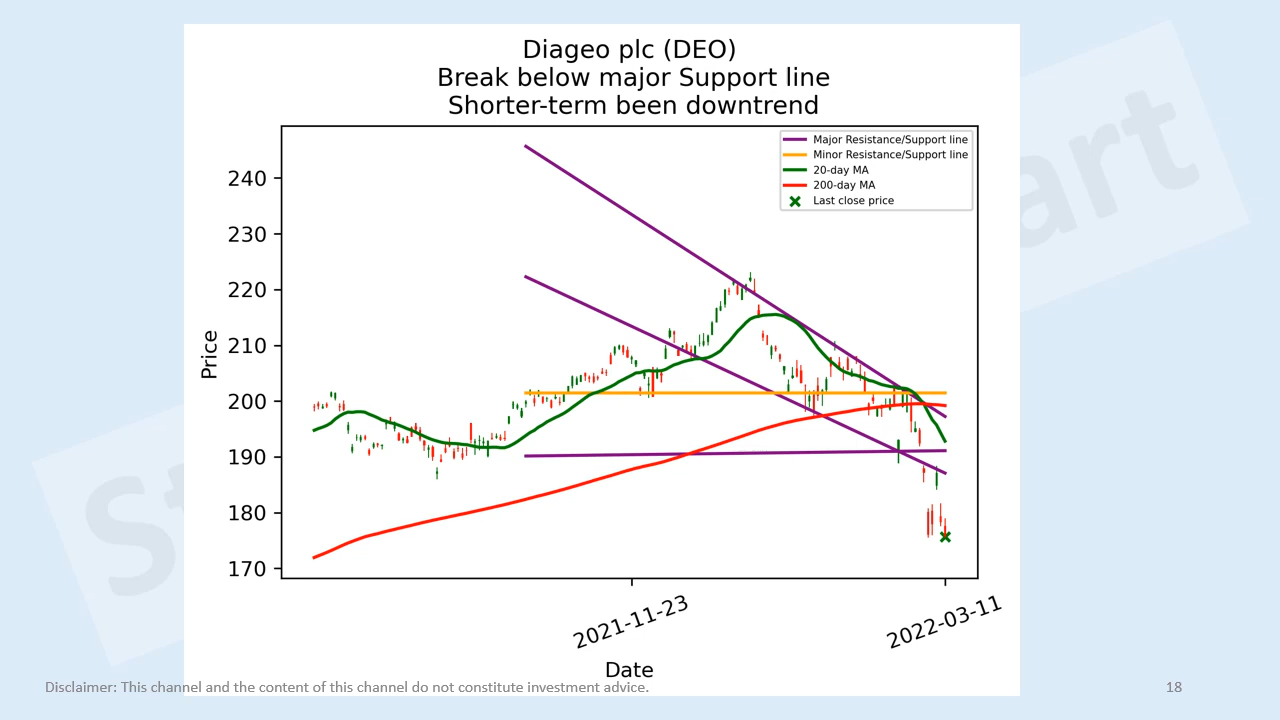 Diageo plc (DEO)
Break below major Support line
Shorter-term been downtrend
Major Resistance/Support line
Minor Resistance/Support line
20-day MA
200-day MA
Last close price
240
230
220
210
200
190
180
170
Price
2021-11-23
2022-03-11
Date
St
art
Disclaimer: This channel and the content of this channel do not constitute investment advice.
18